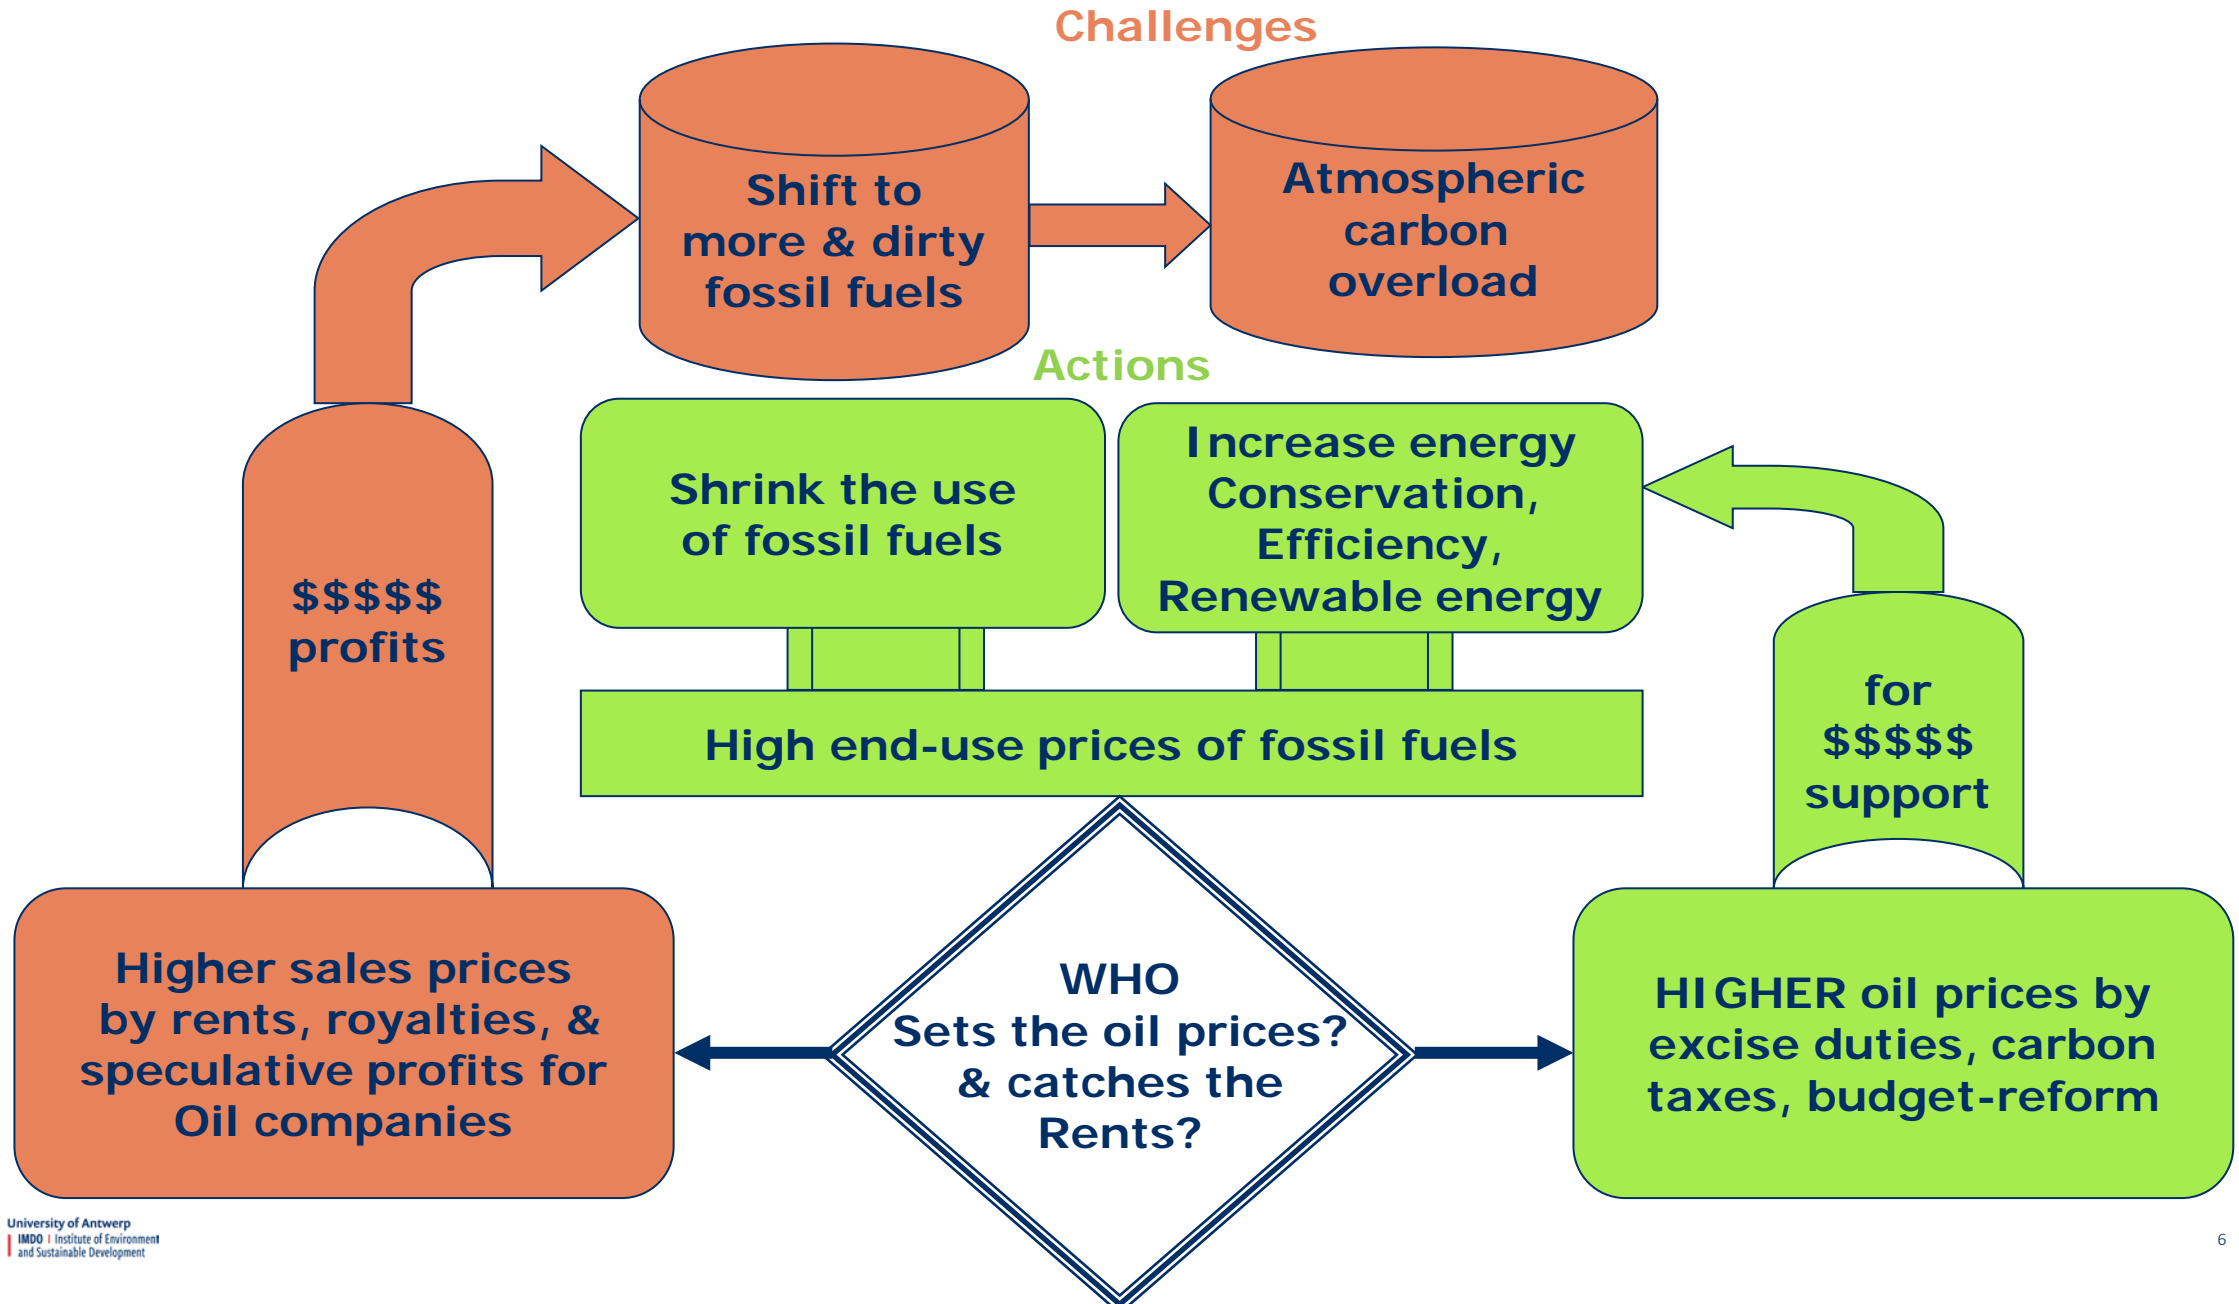 Challenges
Shift to
more & dirty
fossil fuels
Atmospheric
carbon
overload
Actions
Shrink the use
of fossil fuels
Increase energy
Conservation,
Efficiency,
Renewable energy
$$$$$
profits
for
$$$$$
support
High end-use prices of fossil fuels
Higher sales prices
by rents, royalties, &
speculative profits for
Oil companies
WHO
Sets the oil prices?
& catches the
Rents?
HIGHER oil prices by
excise duties, carbon
taxes, budget-reform
University of Antwerp
IMDO | Institute of Environment
and Sustainable Development
6